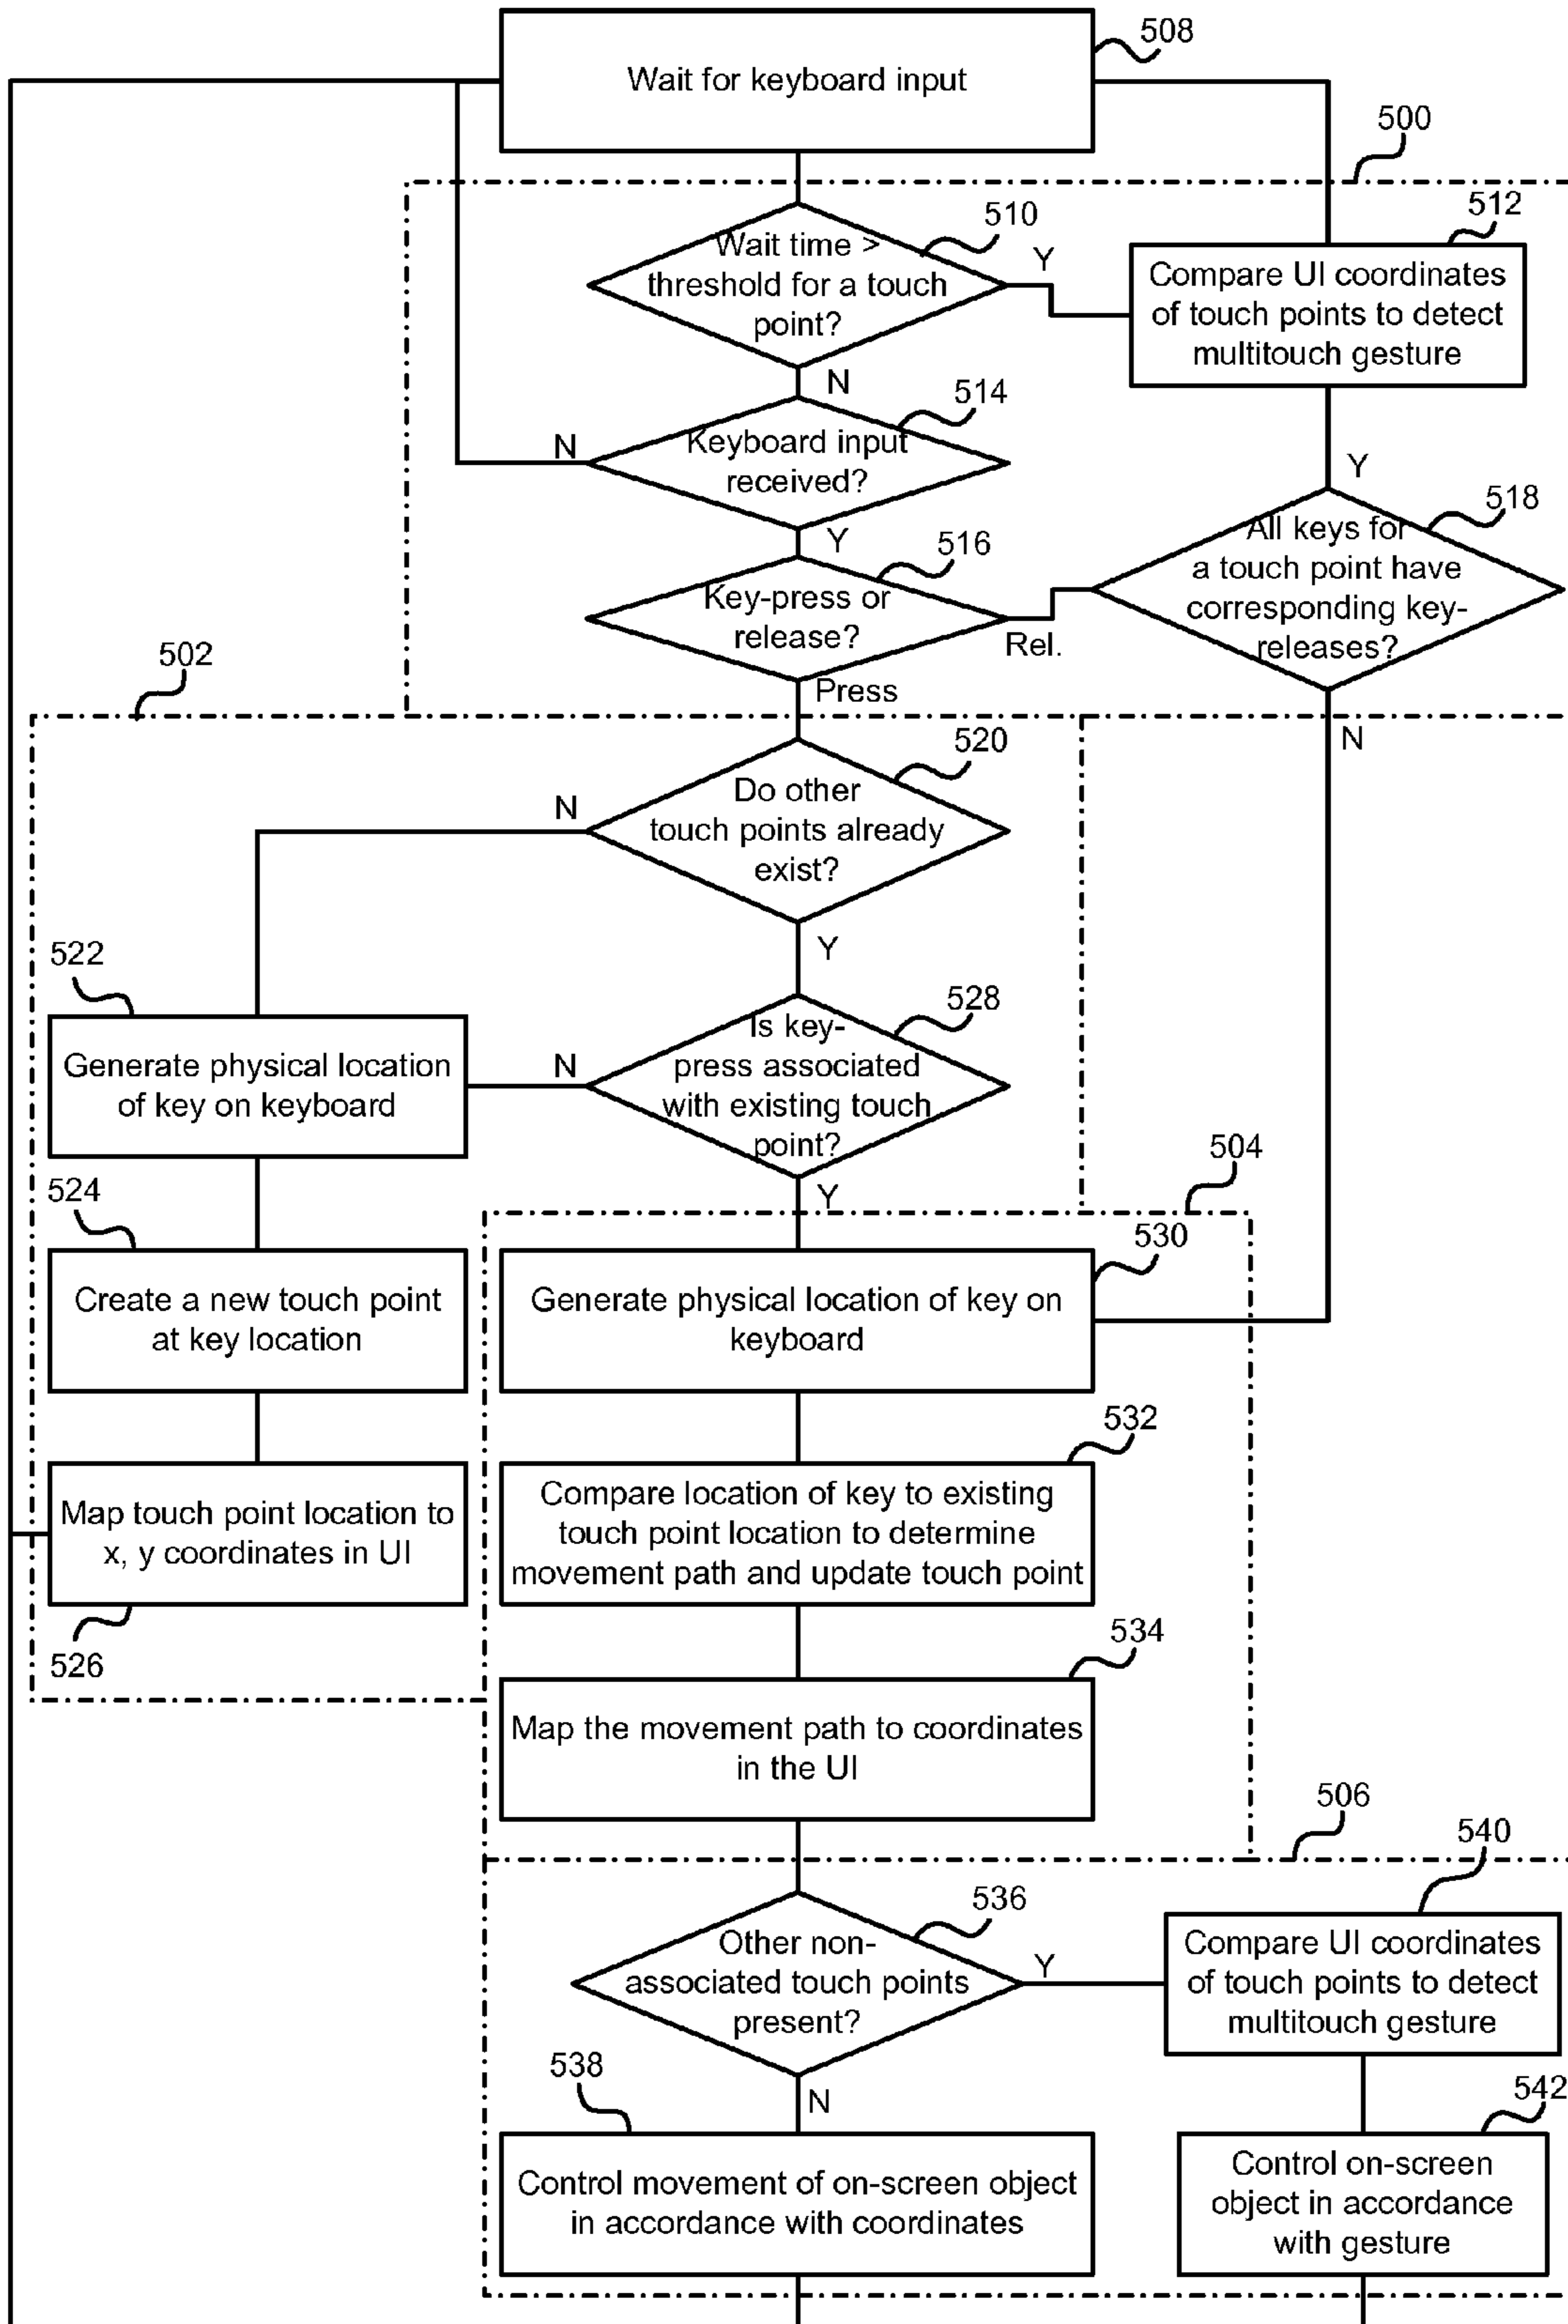 508
Wait for keyboard input
500
510
512
Wait time >
threshold for a touch
point?
Y
Compare UI coordinates
of touch points to detect
multitouch gesture
N
514
N
Keyboard input
received?
Y
518
Y
516
All keys for
a touch point have
corresponding key-
releases?
Key-press or
release?
Rel.
502
Press
N
520
N
Do other
touch points already
exist?
Y
522
528
Is key-
press associated
with existing touch
point?
N
Generate physical location
of key on keyboard
504
Y
524
530
Create a new touch point
at key location
Generate physical location of key on
keyboard
532
Map touch point location to
x, y coordinates in UI
Compare location of key to existing
touch point location to determine
movement path and update touch point
526
534
Map the movement path to coordinates
in the UI
506
540
536
Other non-
associated touch points
present?
Y
Compare UI coordinates
of touch points to detect
multitouch gesture
538
N
542
Control movement of on-screen object
in accordance with coordinates
Control on-screen
object in accordance
with gesture